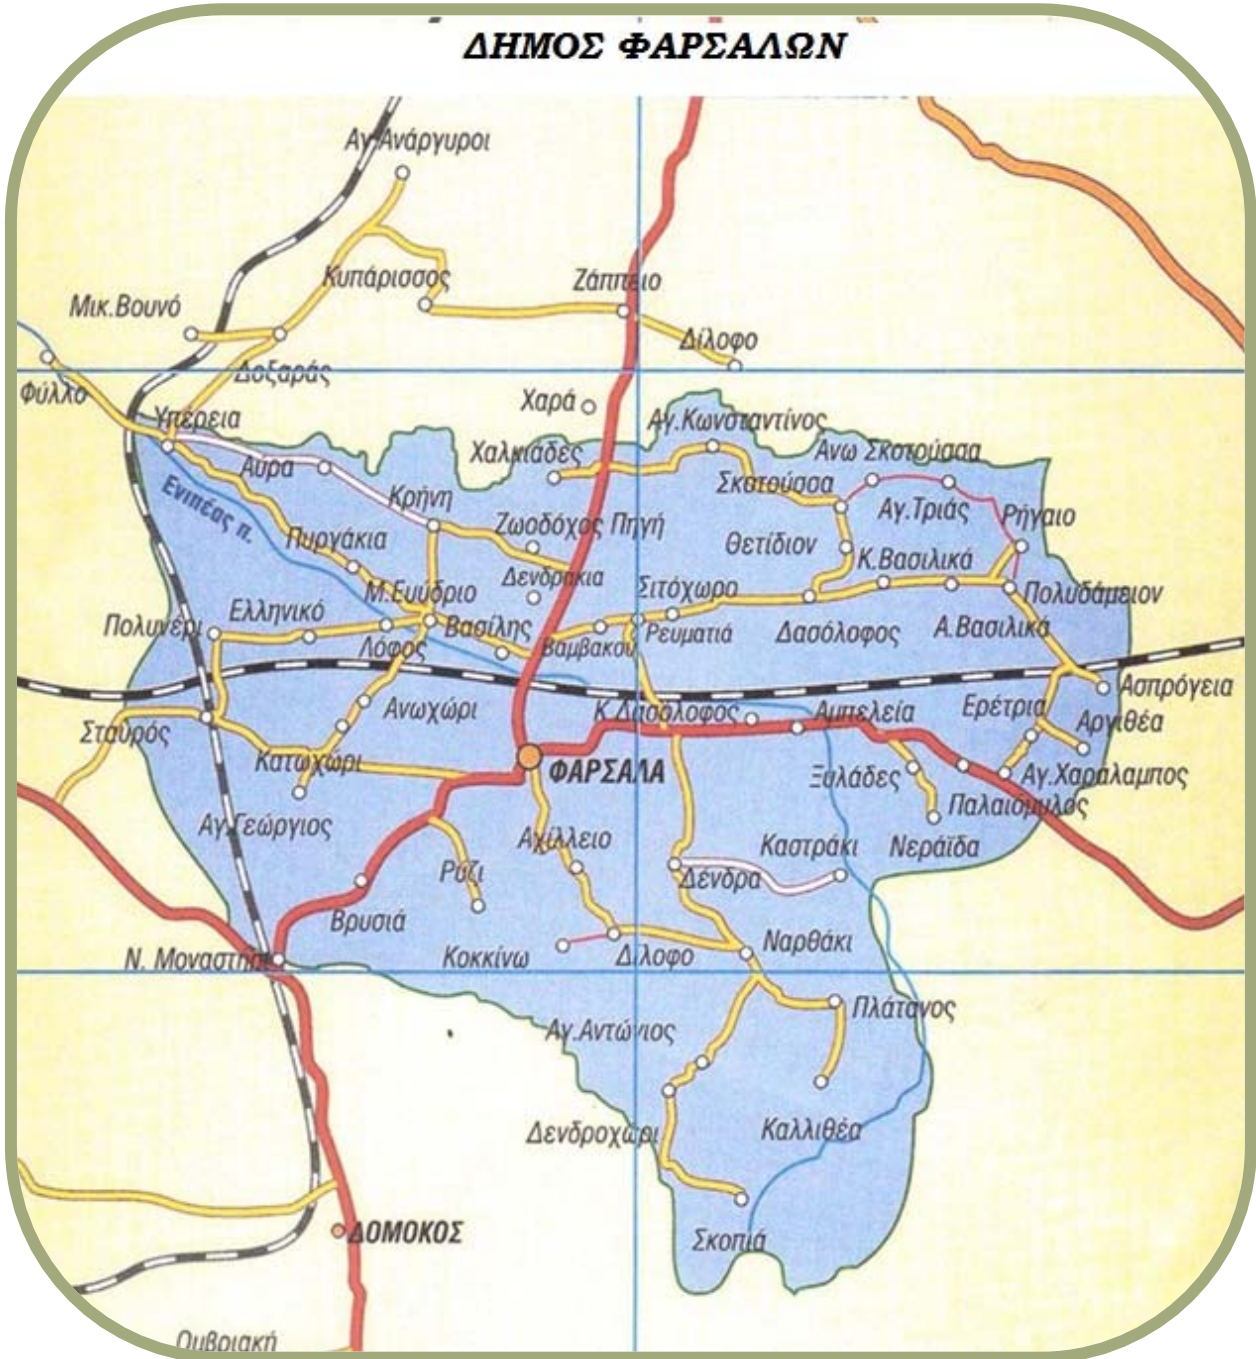 ΔΗΜΟΣ ΦΑΡΣΑΛΩΝ
Αγ.Ανάργυροι
Κυπάρισσος
Ζάππειο
Μικ.Βουνό
Δίλοφο
Δοξαράς
Φύλλο
Χαρά
Υπέρεια
Αγ.Κωνσταντίνος
Χαλκιάδες
Ανω Σκοτούσσα
Αύρα
Σκοτούσσα
Ενιπέας π.
Κρήνη
Αγ.Τριάς
Ρήγαιο
Ζωοδόχος Πηγή
Πυργάκια
Θετίδιον
Κ.Βασιλικά
Δενδράκια
Μ.Ευύδριο
Σιτόχωρο
Πολυδάμειον
Ελληνικό
Πολυνέρι
Βασίλης
Λόφος
Βαμβακού
Ρευματιά
Δασόλοφος
Α.Βασιλικά
Ασπρόγεια
Ανωχώρι
Κ.Δασόλοφος
Αμπελεία
Ερέτρια
Αργιθέα
Σταυρός
Κατωχώρι
ΦΑΡΣΑΛΑ
Ξυλάδες
Αγ.Χαράλαμπος
Παλαιόμυλος
Αγ.Γεώργιος
Αχίλλειο
Καστράκι
Νεράϊδα
Ρύζι
Δένδρα
Βρυσιά
Ναρθάκι
Ν. Μοναστήρι
Κοκκίνω
Δίλοφο
Πλάτανος
Αγ.Αντώνιος
Δενδροχώρι
Καλλιθέα
Σκοπιά
ΔΟΜΟΚΟΣ
Ομβριακή